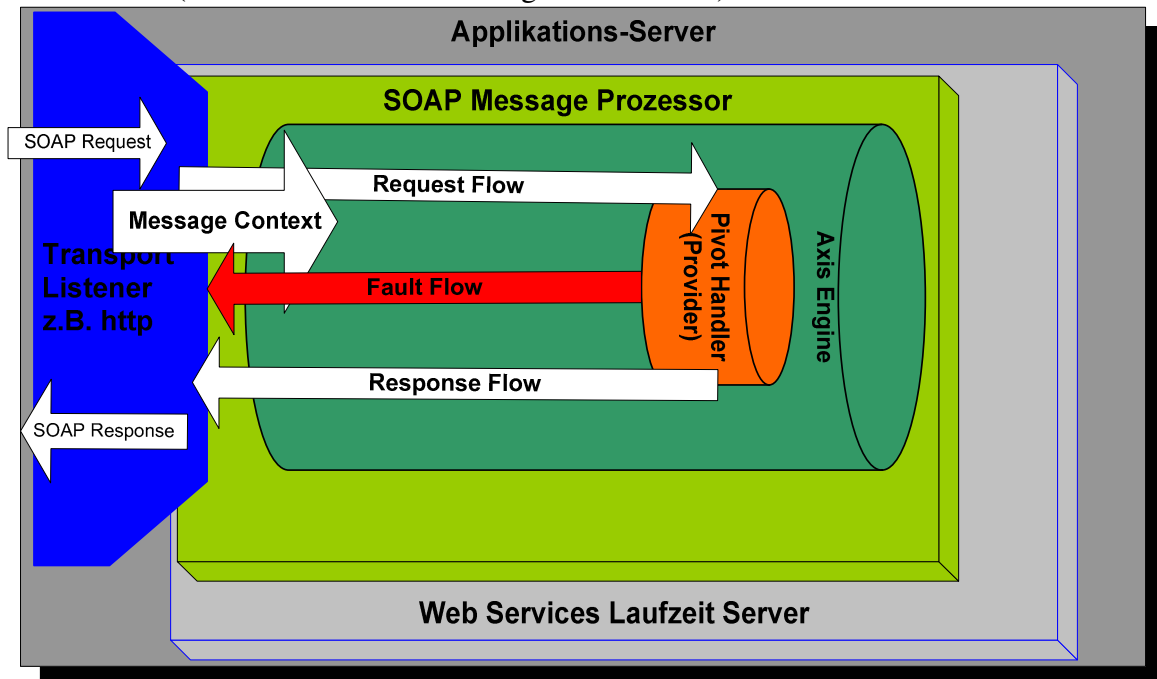 Applikations-Server
SOAP Message Prozessor
SOAP Request
Request Flow
Message Context
Transport
Listener
z.B. http
Fault Flow
Pivot Handler
(Provider)
Axis Engine
Response Flow
SOAP Response
Web Services Laufzeit Server